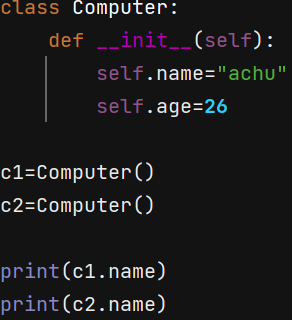 class Computer:
    def __init__(self):
        self.name="achu"
        self.age=26

c1=Computer()
c2=Computer()

print(c1.name)
print(c2.name)